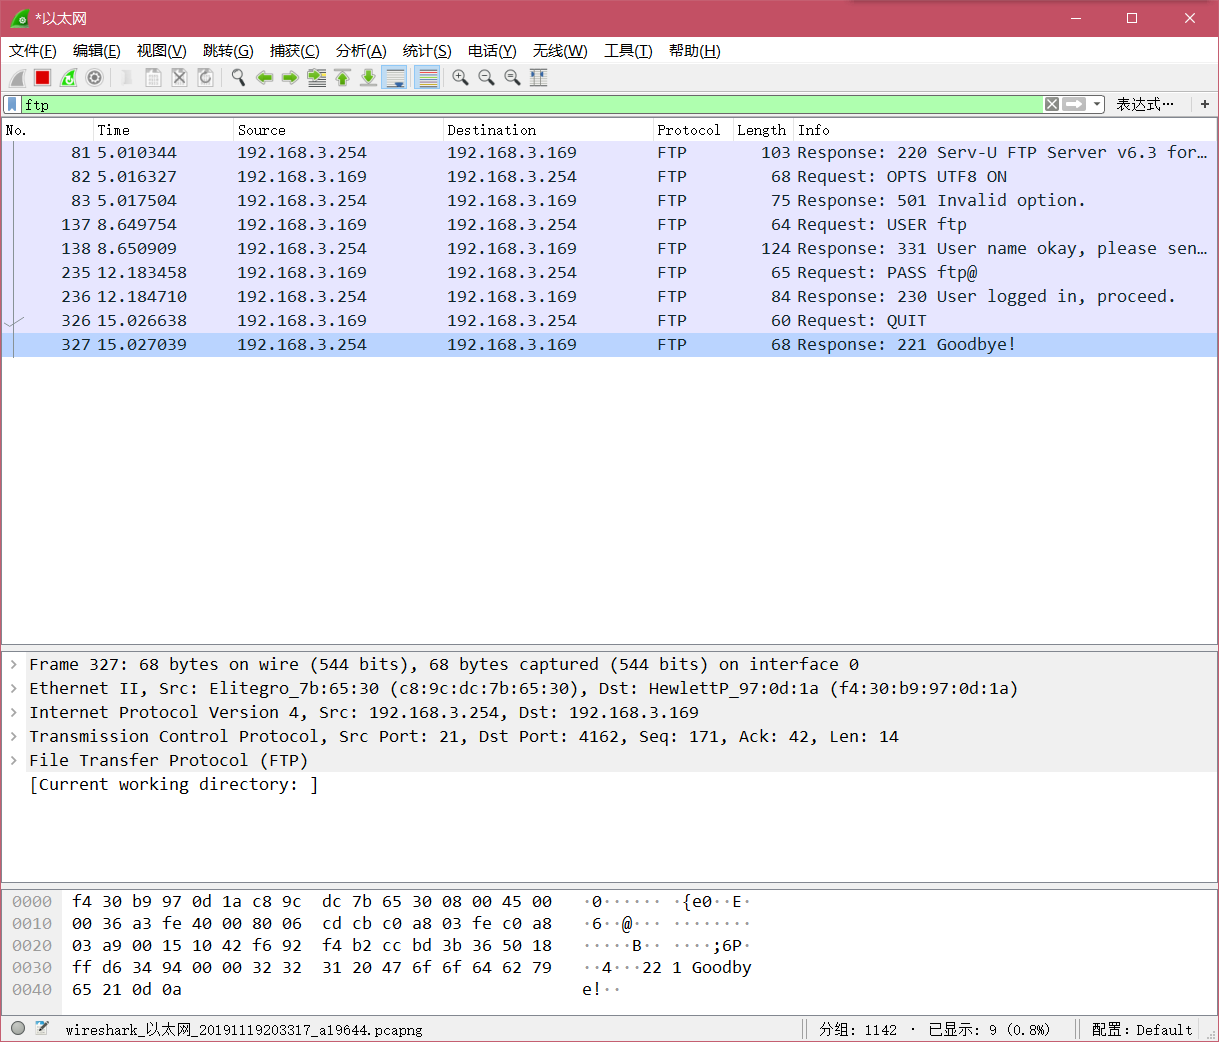 *以太网
文件(F) 编辑(E) 视图(V) 跳转(G) 捕获(C) 分析(A) 统计(S) 电话(Y) 无线(W) 工具(T) 帮助(H)
ftp 表达式… +
No. Time Source Destination Protocol Length Info
81 5.010344 192.168.3.254 192.168.3.169 FTP 103 Response: 220 Serv-U FTP Server v6.3 for…
82 5.016327 192.168.3.169 192.168.3.254 FTP 68 Request: OPTS UTF8 ON
83 5.017504 192.168.3.254 192.168.3.169 FTP 75 Response: 501 Invalid option.
137 8.649754 192.168.3.169 192.168.3.254 FTP 64 Request: USER ftp
138 8.650909 192.168.3.254 192.168.3.169 FTP 124 Response: 331 User name okay, please sen…
235 12.183458 192.168.3.169 192.168.3.254 FTP 65 Request: PASS ftp@
236 12.184710 192.168.3.254 192.168.3.169 FTP 84 Response: 230 User logged in, proceed.
326 15.026638 192.168.3.169 192.168.3.254 FTP 60 Request: QUIT
327 15.027039 192.168.3.254 192.168.3.169 FTP 68 Response: 221 Goodbye!
Frame 327: 68 bytes on wire (544 bits), 68 bytes captured (544 bits) on interface 0
Ethernet II, Src: Elitegro_7b:65:30 (c8:9c:dc:7b:65:30), Dst: HewlettP_97:0d:1a (f4:30:b9:97:0d:1a)
Internet Protocol Version 4, Src: 192.168.3.254, Dst: 192.168.3.169
Transmission Control Protocol, Src Port: 21, Dst Port: 4162, Seq: 171, Ack: 42, Len: 14
File Transfer Protocol (FTP)
[Current working directory: ]
0000 f4 30 b9 97 0d 1a c8 9c dc 7b 65 30 08 00 45 00 ·0······ ·{e0··E·
0010 00 36 a3 fe 40 00 80 06 cd cb c0 a8 03 fe c0 a8 ·6··@··· ········
0020 03 a9 00 15 10 42 f6 92 f4 b2 cc bd 3b 36 50 18 ·····B·· ····;6P·
0030 ff d6 34 94 00 00 32 32 31 20 47 6f 6f 64 62 79 ··4···22 1 Goodby
0040 65 21 0d 0a e!··
wireshark_以太网_20191119203317_a19644.pcapng 分组: 1142 · 已显示: 9 (0.8%) 配置: Default